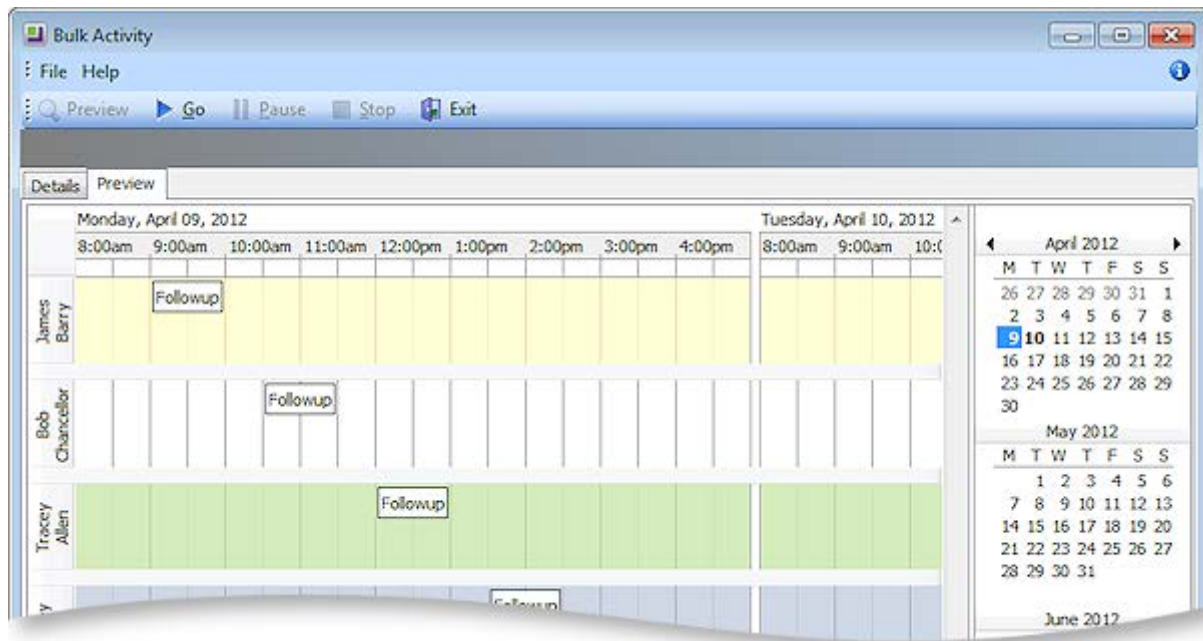 Bulk Activity
File Help
Preview Go Pause Stop Exit
Details Preview
Monday, April 09, 2012 Tuesday, April 10, 2012
8:00am 9:00am 10:00am 11:00am 12:00pm 1:00pm 2:00pm 3:00pm 4:00pm 8:00am 9:00am
James
Barry
Followup
Bob
Chancellor
Followup
Tracey
Allen
Followup
Followup
April 2012
M T W T F S S
26 27 28 29 30 31 1
2 3 4 5 6 7 8
9 10 11 12 13 14 15
16 17 18 19 20 21 22
23 24 25 26 27 28 29
30
May 2012
M T W T F S S
1 2 3 4 5 6
7 8 9 10 11 12 13
14 15 16 17 18 19 20
21 22 23 24 25 26 27
28 29 30 31
June 2012